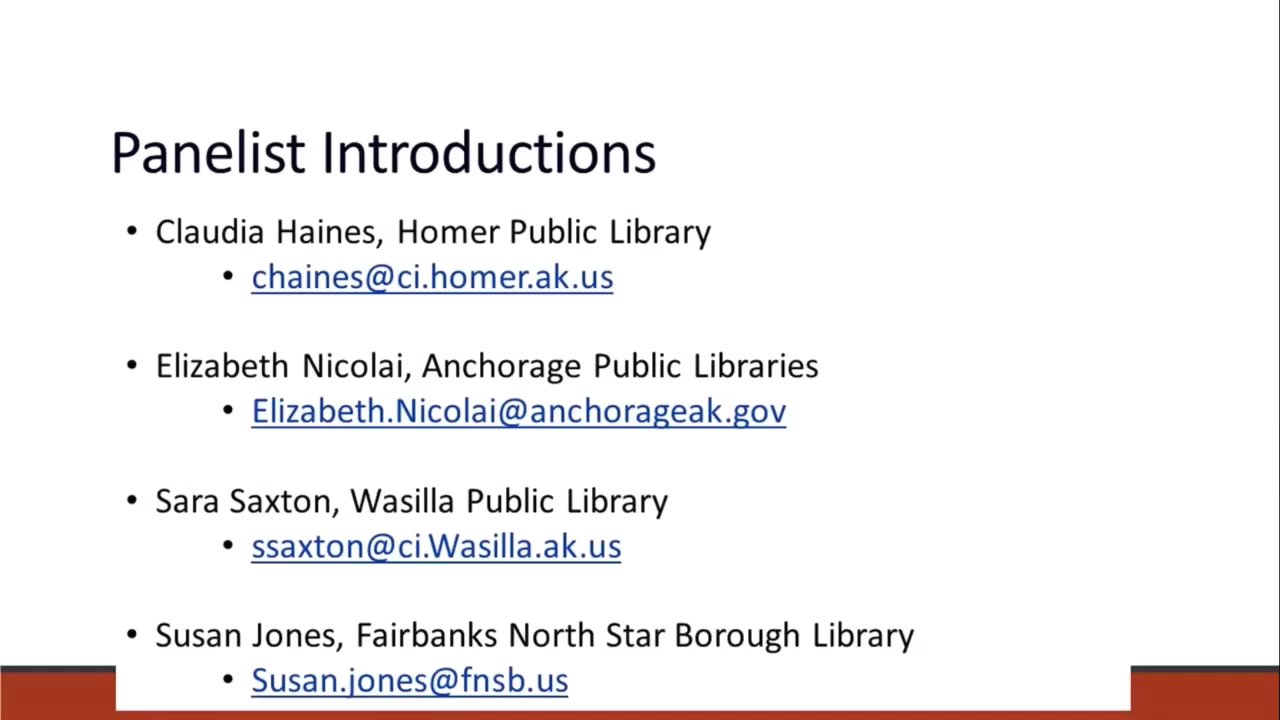 Panelist Introductions
• Claudia Haines, Homer Public Library
• chaines@ci.homer.ak.us
• Elizabeth Nicolai, Anchorage Public Libraries
• Elizabeth.Nicolai@anchorageak.gov
• Sara Saxton, Wasilla Public Library
• ssaxton@ci.Wasilla.ak.us
• Susan Jones, Fairbanks North Star Borough Library
• Susan.jones@fnsb.us